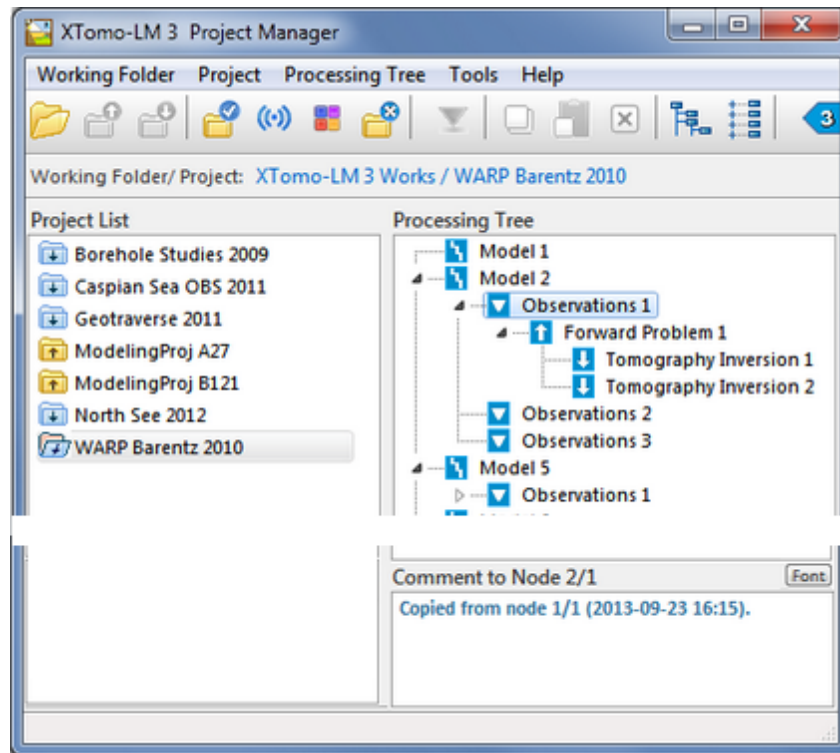 XTomo-LM 3 Project Manager
Working Folder Project Processing Tree Tools Help
3
Working Folder/ Project: XTomo-LM 3 Works / WARP Barentz 2010
Project List
Borehole Studies 2009
Caspian Sea OBS 2011
Geotraverse 2011
ModelingProj A27
ModelingProj B121
North See 2012
WARP Barentz 2010
Processing Tree
Model 1
Model 2
Observations 1
Forward Problem 1
Tomography Inversion 1
Tomography Inversion 2
Observations 2
Observations 3
Model 5
Observations 1
Comment to Node 2/1
Font
Copied from node 1/1 (2013-09-23 16:15).